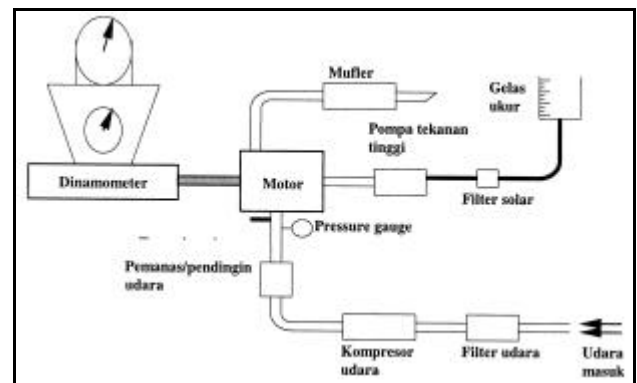 Mufler
Gelas
ukur
Pompa tekanan
tinggi
Dinamometer
Motor
Filter solar
Pressure gauge
Pemanas/pendingin
udara
Kompresor
udara
Filter udara
Udara
masuk